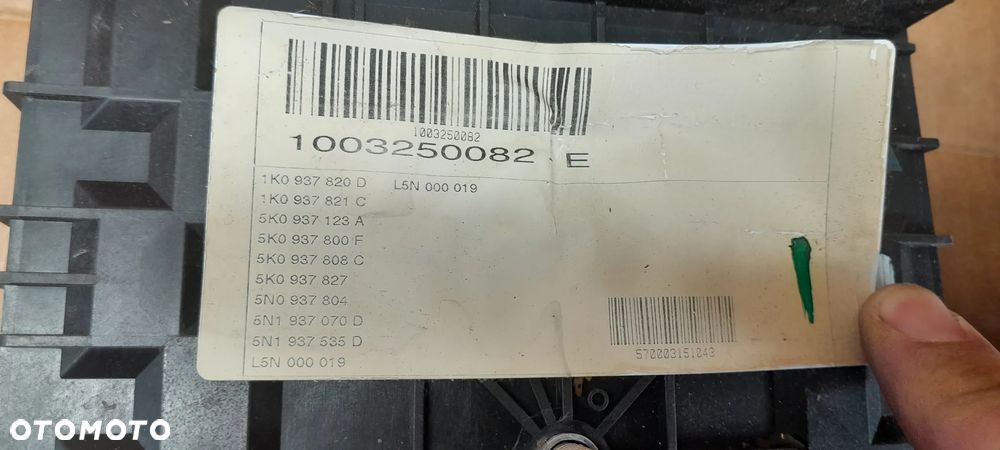 1003250082
1003250082 E
1K0 937 820 D L5N 000 019
1K0 937 821 C
5K0 937 123 A
5K0 937 800 F
5K0 937 808 C
5K0 937 827
5N0 937 804
5N1 937 070 D
5N1 937 535 D
L5N 000 019
570003151043
OTOMOTO